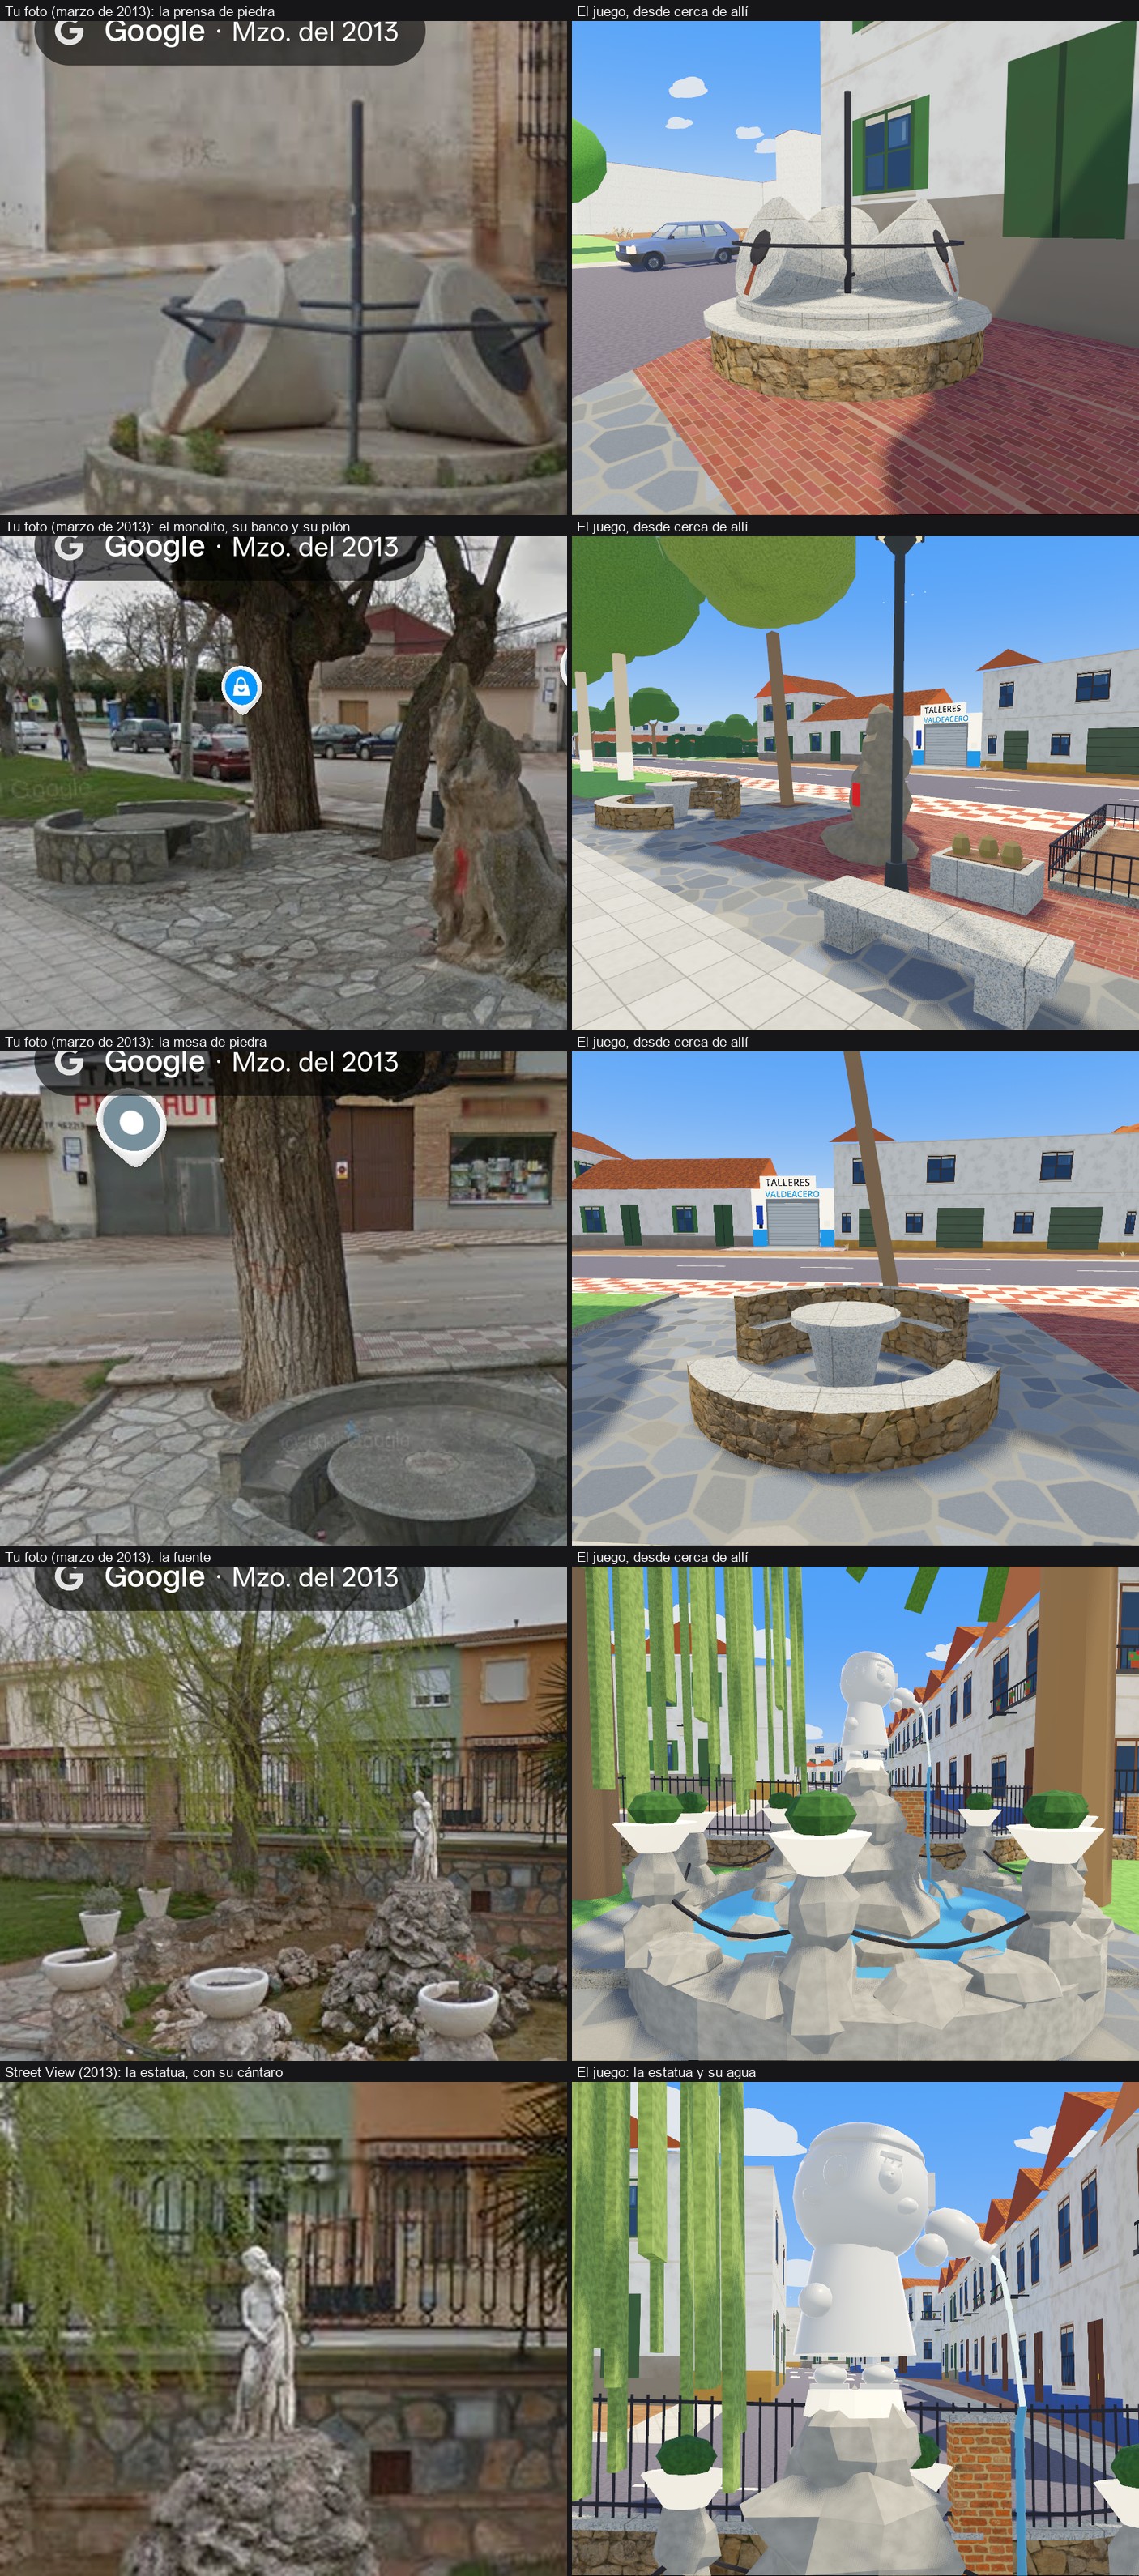 Tu foto (marzo de 2013): la prensa de piedra
El juego, desde cerca de allí
Google · Mzo. del 2013
Tu foto (marzo de 2013): el monolito, su banco y su pilón
El juego, desde cerca de allí
Google · Mzo. del 2013
Google
TALLERES
VALDEACERO
Tu foto (marzo de 2013): la mesa de piedra
El juego, desde cerca de allí
Google · Mzo. del 2013
TALLERES
Google
TALLERES
VALDEACERO
Tu foto (marzo de 2013): la fuente
El juego, desde cerca de allí
Google · Mzo. del 2013
Street View (2013): la estatua, con su cántaro
El juego: la estatua y su agua